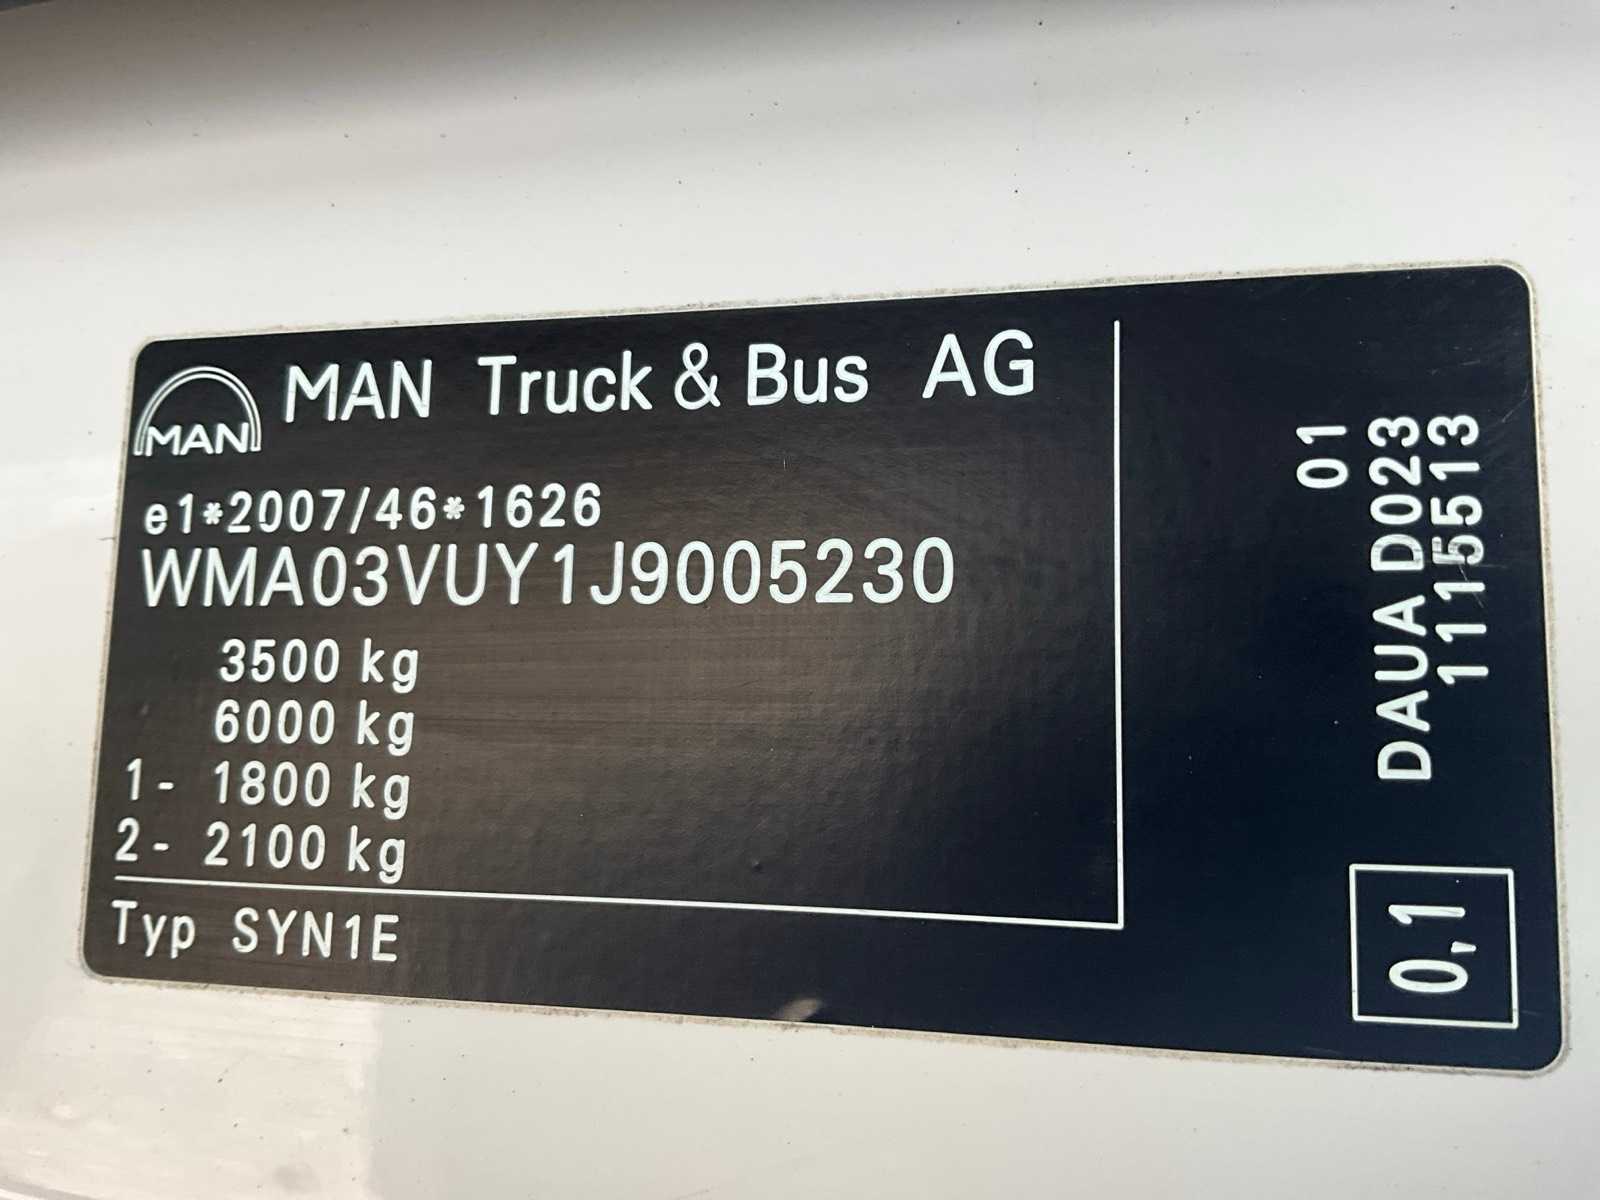 MAN
MAN Truck & Bus AG
e1*2007/46*1626
WMA03VUY1J9005230
3500 kg
6000 kg
1- 1800 kg
2- 2100 kg
Typ SYN1E
01
DAUA D023
1115513
0,1